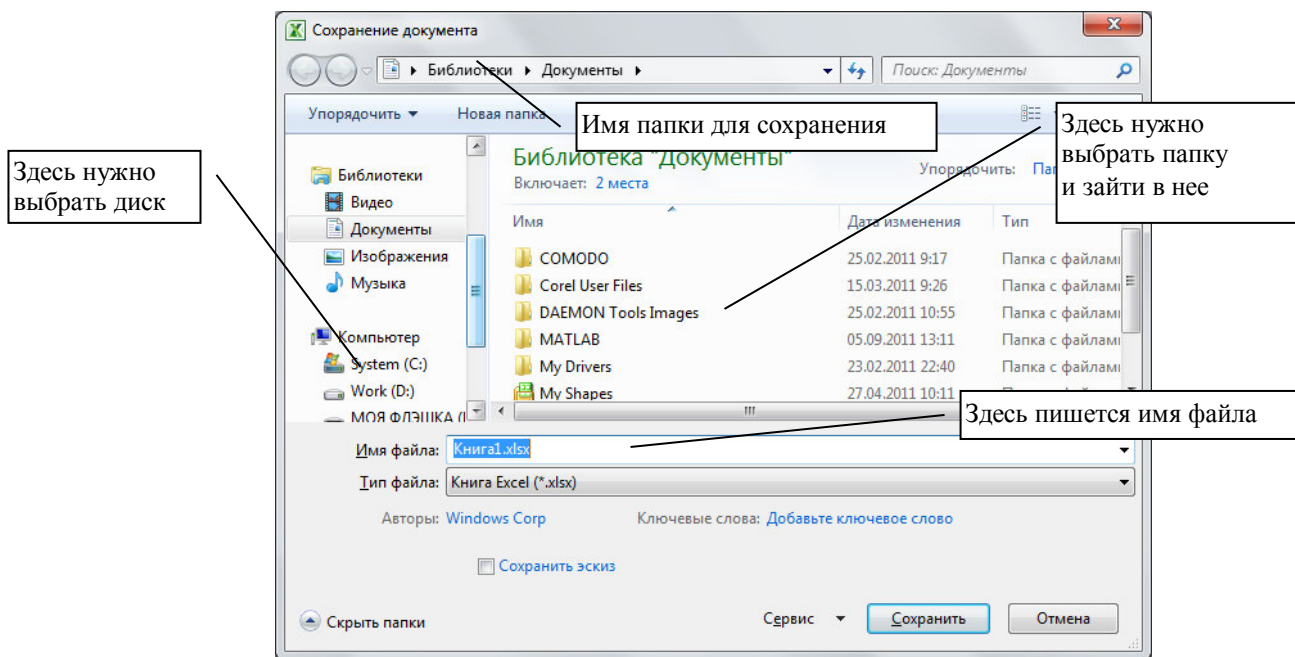 Сохранение документа
Библиотеки Документы
Поиск: Документы
Упорядочить
Новая папка
Имя папки для сохранения
Здесь нужно
выбрать папку
и зайти в нее
Здесь нужно
выбрать диск
Библиотеки
Видео
Документы
Изображения
Музыка
Компьютер
System (C:)
Work (D:)
МОЯ ФЛЭШКА
Библиотека "Документы"
Включает: 2 места
Упорядочить:
Имя Дата изменения Тип
COMODO 25.02.2011 9:17 Папка с файлами
Corel User Files 15.03.2011 9:26 Папка с файлами
DAEMON Tools Images 25.02.2011 10:55 Папка с файлами
MATLAB 05.09.2011 13:11 Папка с файлами
My Drivers 23.02.2011 22:40 Папка с файлами
My Shapes 27.04.2011 10:11
Здесь пишется имя файла
Имя файла: Книга1.xlsx
Тип файла: Книга Excel (*.xlsx)
Авторы: Windows Corp Ключевые слова: Добавьте ключевое слово
Сохранить эскиз
Скрыть папки
Сервис Сохранить Отмена